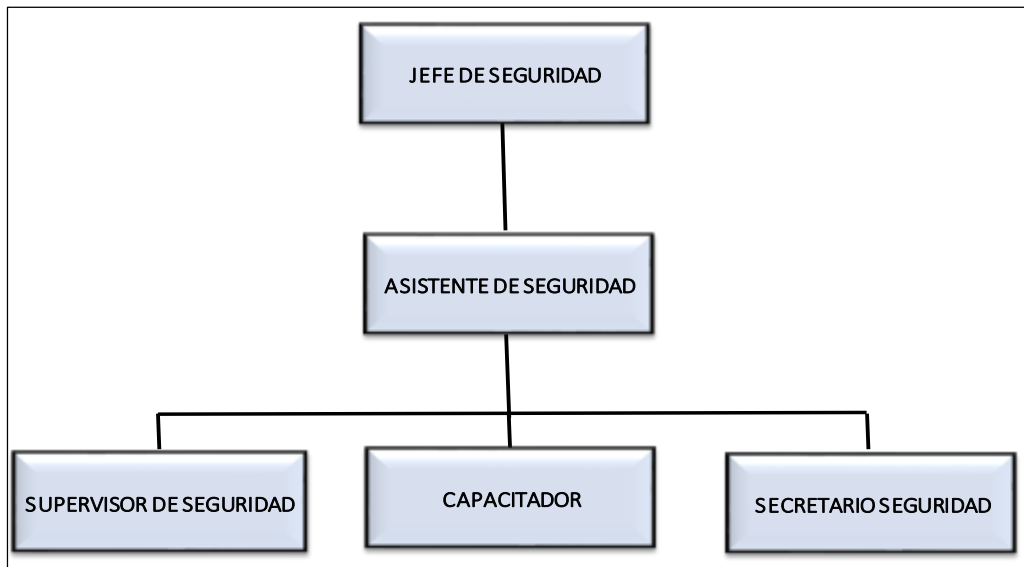 JEFE DE SEGURIDAD
ASISTENTE DE SEGURIDAD
SUPERVISOR DE SEGURIDAD
CAPACITADOR
SECRETARIO SEGURIDAD